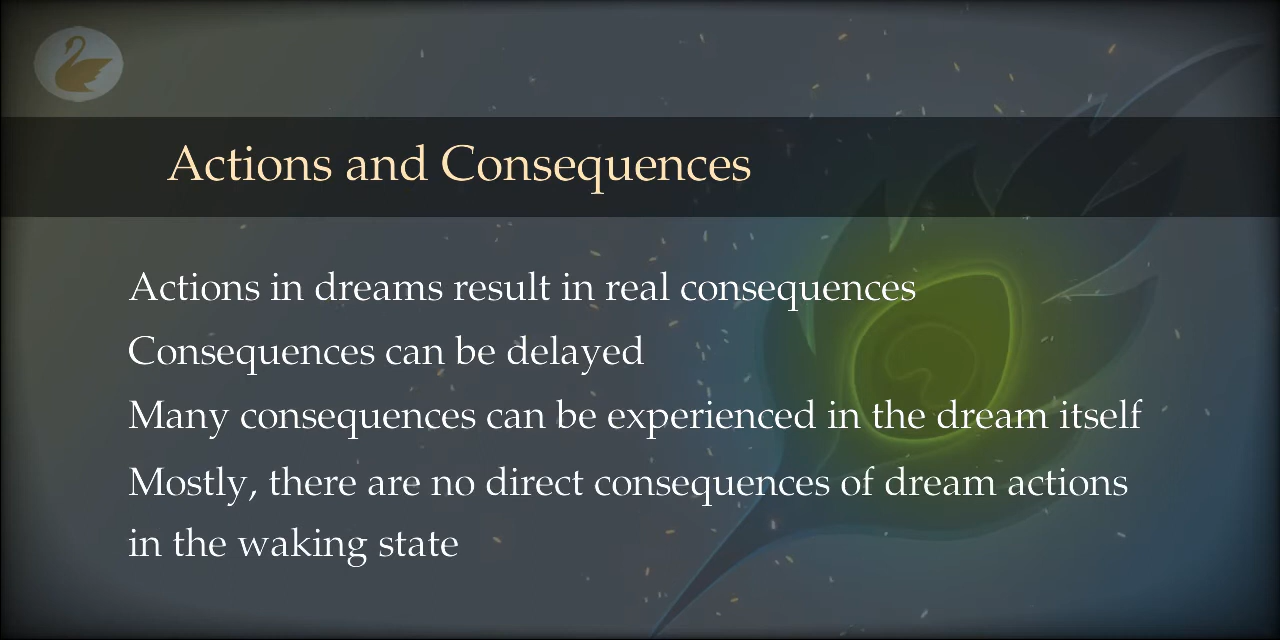 Actions and Consequences
Actions in dreams result in real consequences
Consequences can be delayed
Many consequences can be experienced in the dream itself
Mostly, there are no direct consequences of dream actions
in the waking state